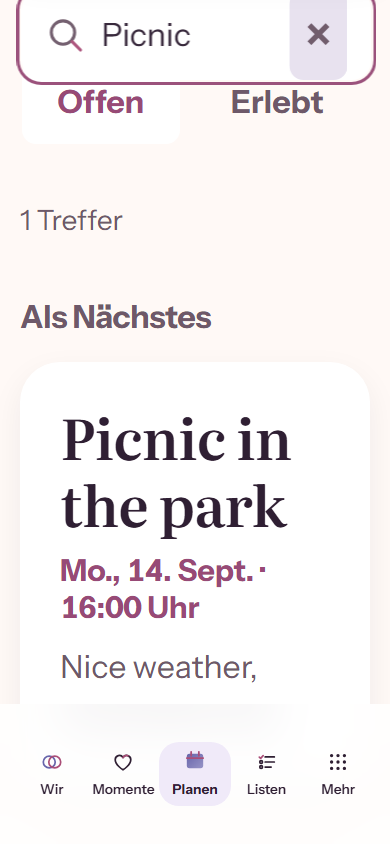 Picnic
Offen
Erlebt
1 Treffer
Als Nächstes
Picnic in
the park
Mo., 14. Sept. ·
16:00 Uhr
Nice weather,
Wir
Momente
Planen
Listen
Mehr